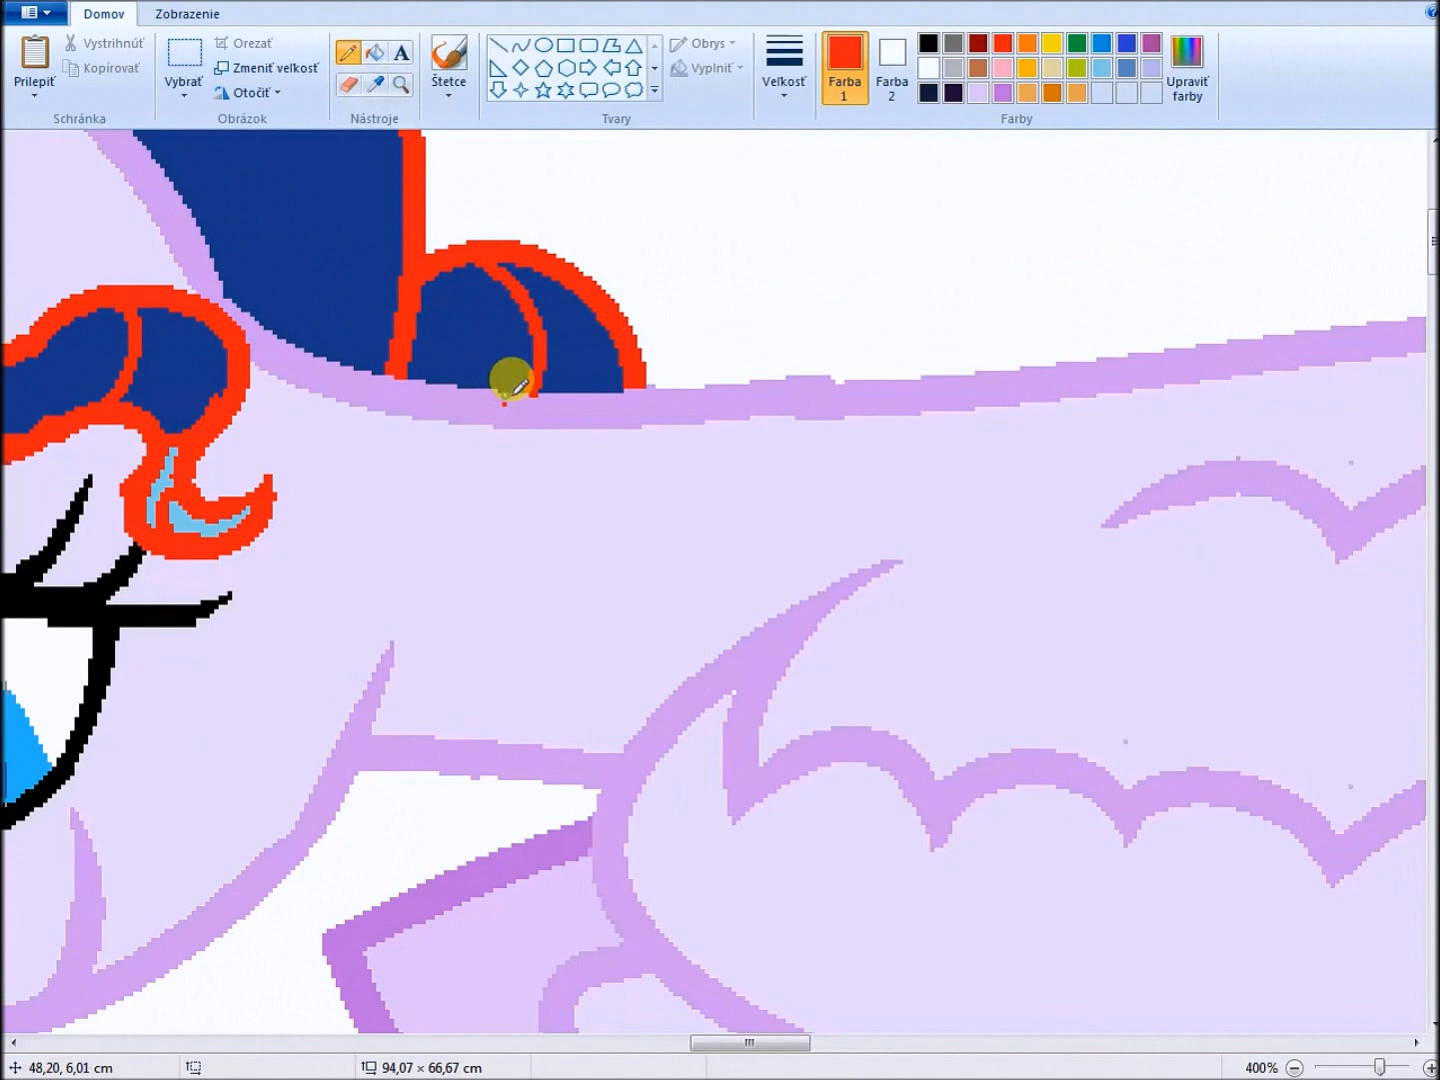 Domov Zobrazenie
Prilepiť
Vystrihnúť
Kopírovať
Schránka
Vybrať
Orezať
Zmeniť veľkosť
Otočiť
Obrázok
A
Nástroje
Štetce
Obrys
Vyplniť
Tvary
Veľkosť
Farba 1
Farba 2
Upraviť farby
Farby
48,20, 6,01 cm
94,07 × 66,67 cm
400%